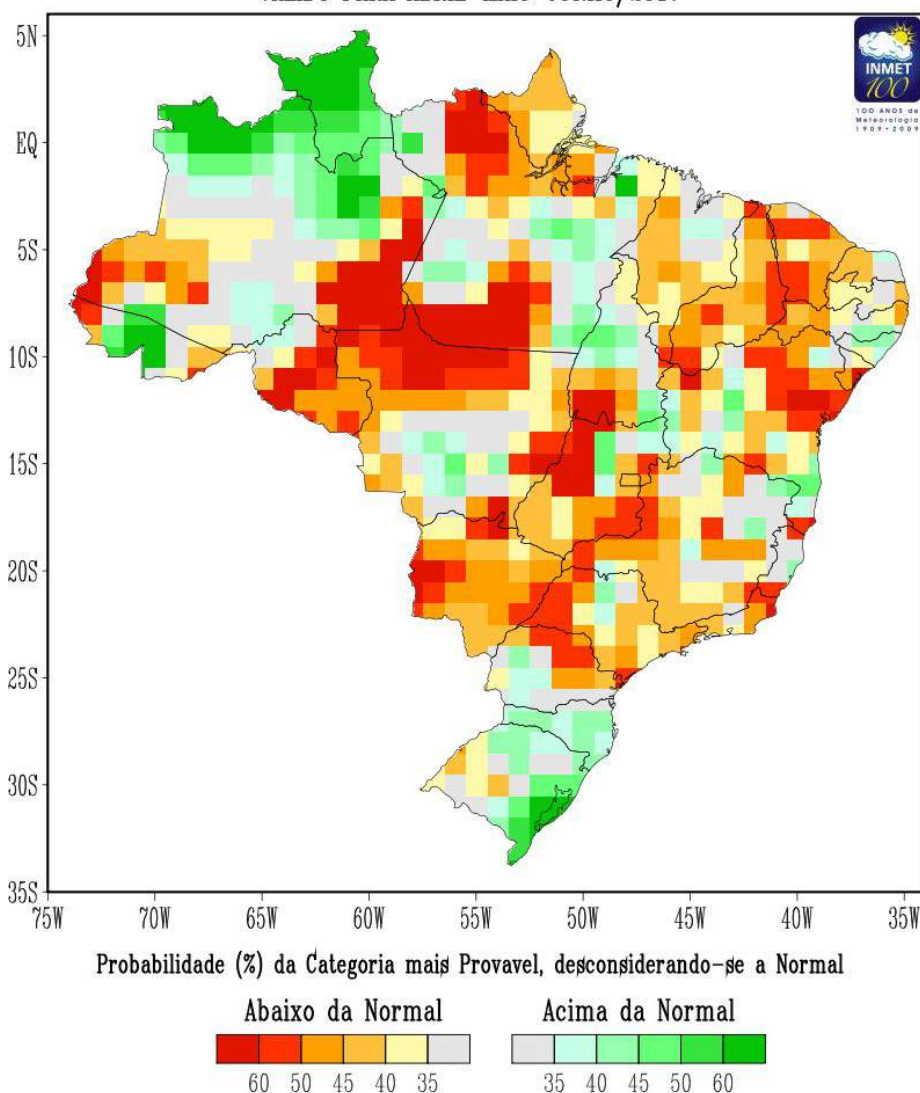 INMET
100
100 ANOS de
Meteorologia
1909-2009
5N
EQ
5S
10S
15S
20S
25S
30S
35S
75W 70W 65W 60W 55W 50W 45W 40W 35W
Probabilidade (%) da Categoria mais Provavel, desconsiderando-se a Normal
Abaixo da Normal Acima da Normal
60 50 45 40 35 35 40 45 50 60